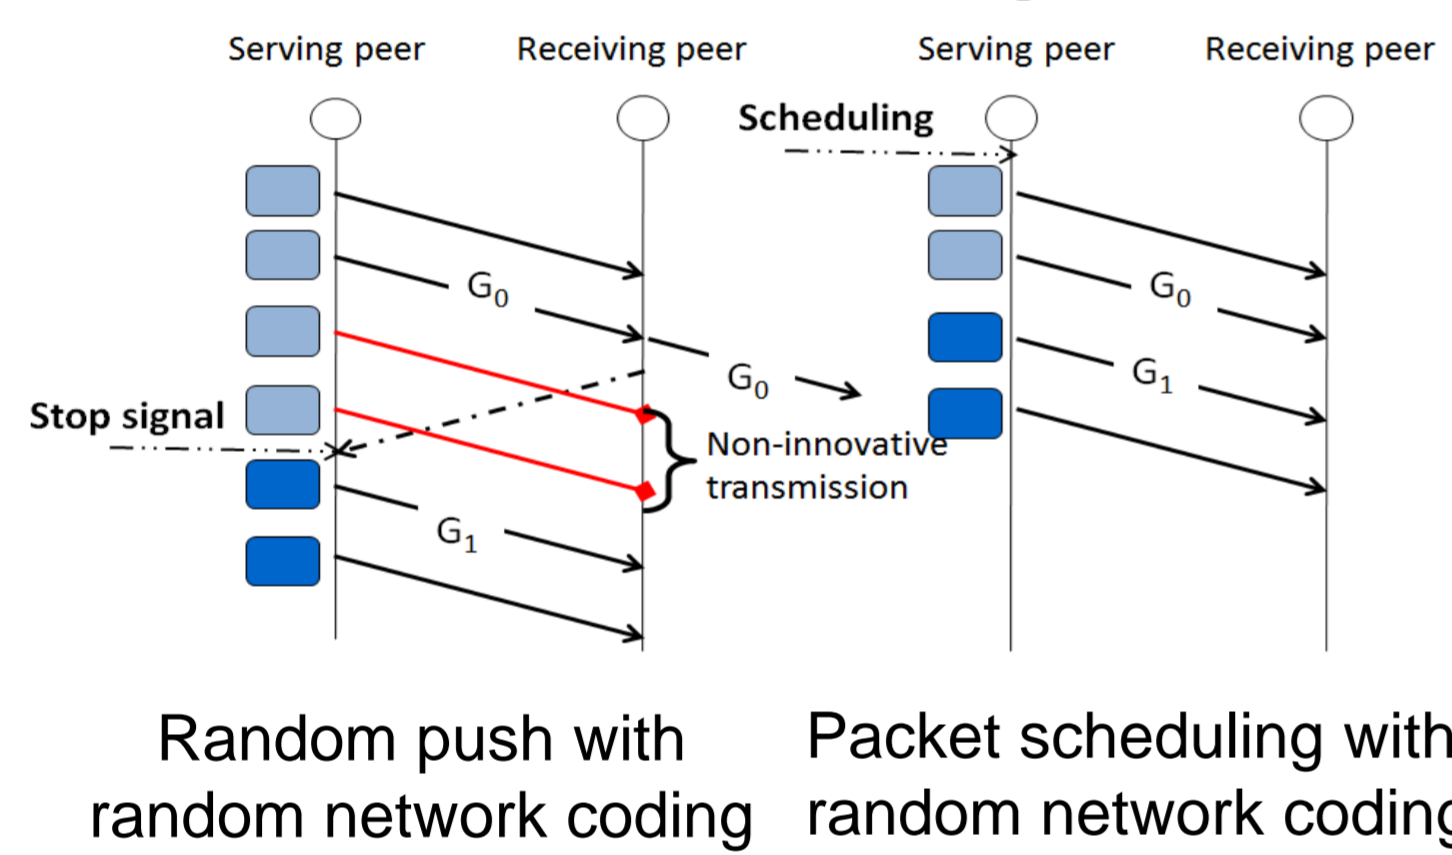 Serving peer
Receiving peer
Serving peer
Receiving peer
Scheduling
G0
G0
G0
G1
Stop signal
Non-innovative
transmission
G1
Random push with
random network coding
Packet scheduling with
random network coding